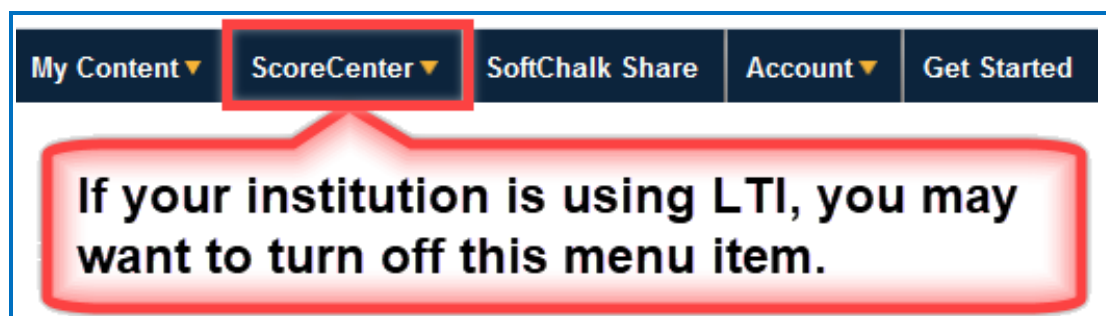 My Content ScoreCenter SoftChalk Share Account Get Started
If your institution is using LTI, you may
want to turn off this menu item.